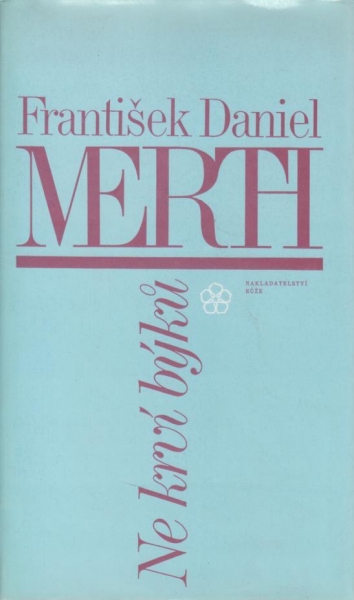 František Daniel
MERTH
Ne krví býků
NAKLADATELSTVÍ
RŮŽE